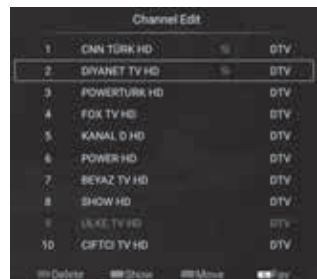 Channel Edit
1 CNN TÜRK HD DTV
2 DIYANET TV HD DTV
3 POWERTURK HD DTV
4 FOX TV HD DTV
5 KANAL D HD DTV
6 POWER HD DTV
7 BEYAZ TV HD DTV
8 SHOW HD DTV
9 ÜLKE TV HD DTV
10 CIFTCI TV HD DTV
Delete Show Move Fav